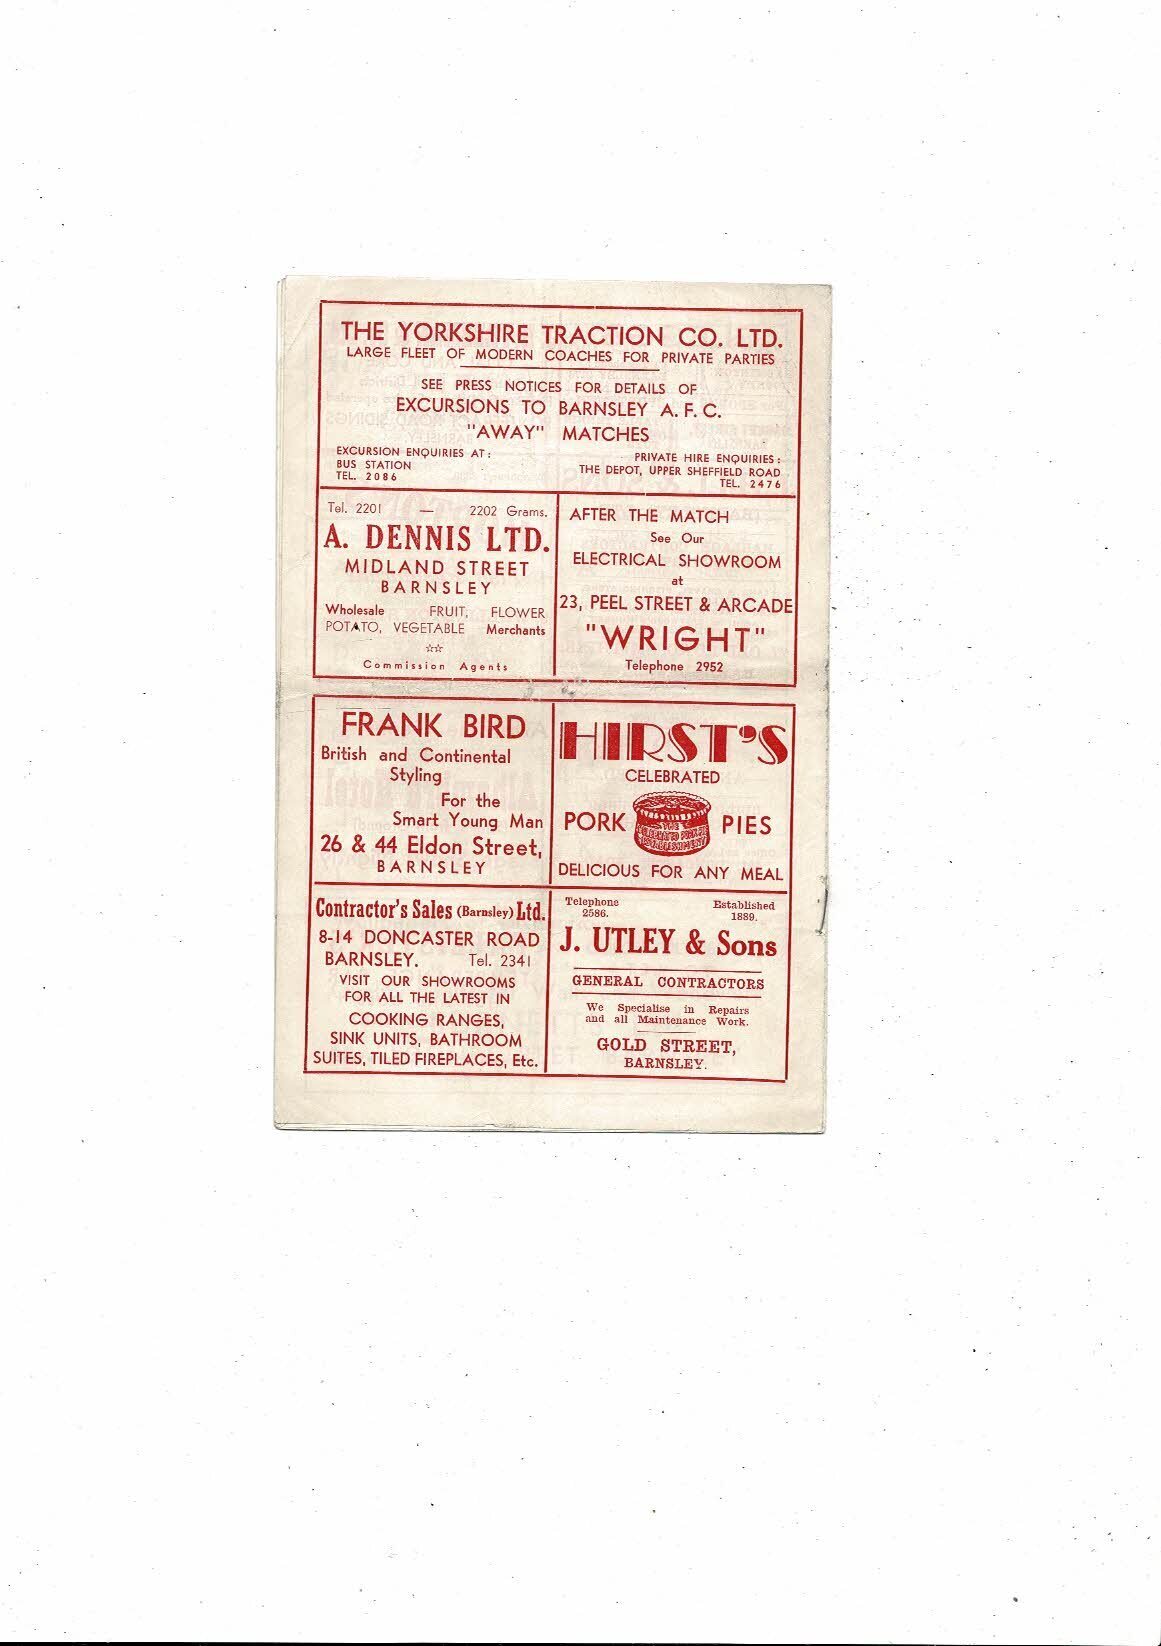 THE YORKSHIRE TRACTION CO. LTD.
LARGE FLEET OF MODERN COACHES FOR PRIVATE PARTIES
SEE PRESS NOTICES FOR DETAILS OF
EXCURSIONS TO BARNSLEY A. F. C.
"AWAY" MATCHES
EXCURSION ENQUIRIES AT:
BUS STATION
TEL. 2086
PRIVATE HIRE ENQUIRIES:
THE DEPOT, UPPER SHEFFIELD ROAD
TEL. 2476
Tel. 2201 — 2202 Grams.
A. DENNIS LTD.
MIDLAND STREET
BARNSLEY
Wholesale FRUIT, FLOWER
POTATO, VEGETABLE Merchants
☆☆
Commission Agents
AFTER THE MATCH
See Our
ELECTRICAL SHOWROOM
at
23, PEEL STREET & ARCADE
"WRIGHT"
Telephone 2952
FRANK BIRD
British and Continental
Styling
For the
Smart Young Man
26 & 44 Eldon Street,
BARNSLEY
HIRST'S
CELEBRATED
PORK PIES
DELICIOUS FOR ANY MEAL
Contractor's Sales (Barnsley) Ltd.
8-14 DONCASTER ROAD
BARNSLEY. Tel. 2341
VISIT OUR SHOWROOMS
FOR ALL THE LATEST IN
COOKING RANGES,
SINK UNITS, BATHROOM
SUITES, TILED FIREPLACES, Etc.
Telephone
2586.
Established
1889.
J. UTLEY & Sons
GENERAL CONTRACTORS
We Specialise in Repairs
and all Maintenance Work.
GOLD STREET,
BARNSLEY.